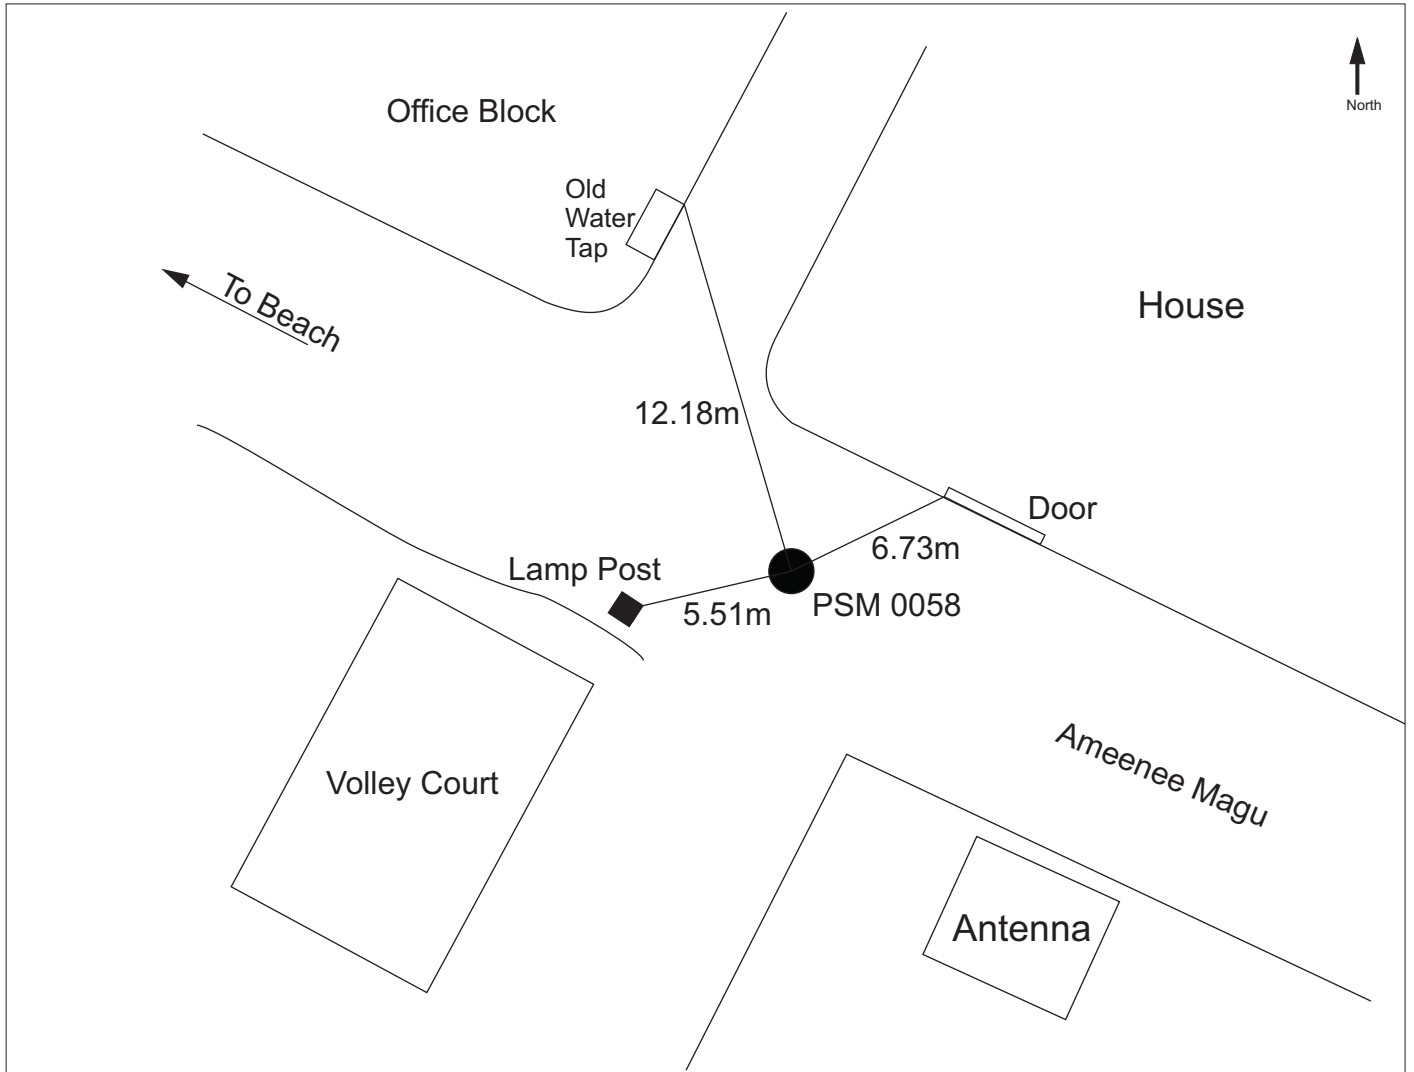 Office Block
North
Old
Water
Tap
To Beach
House
12.18m
Door
6.73m
Lamp Post
5.51m
PSM 0058
Ameenee Magu
Volley Court
Antenna